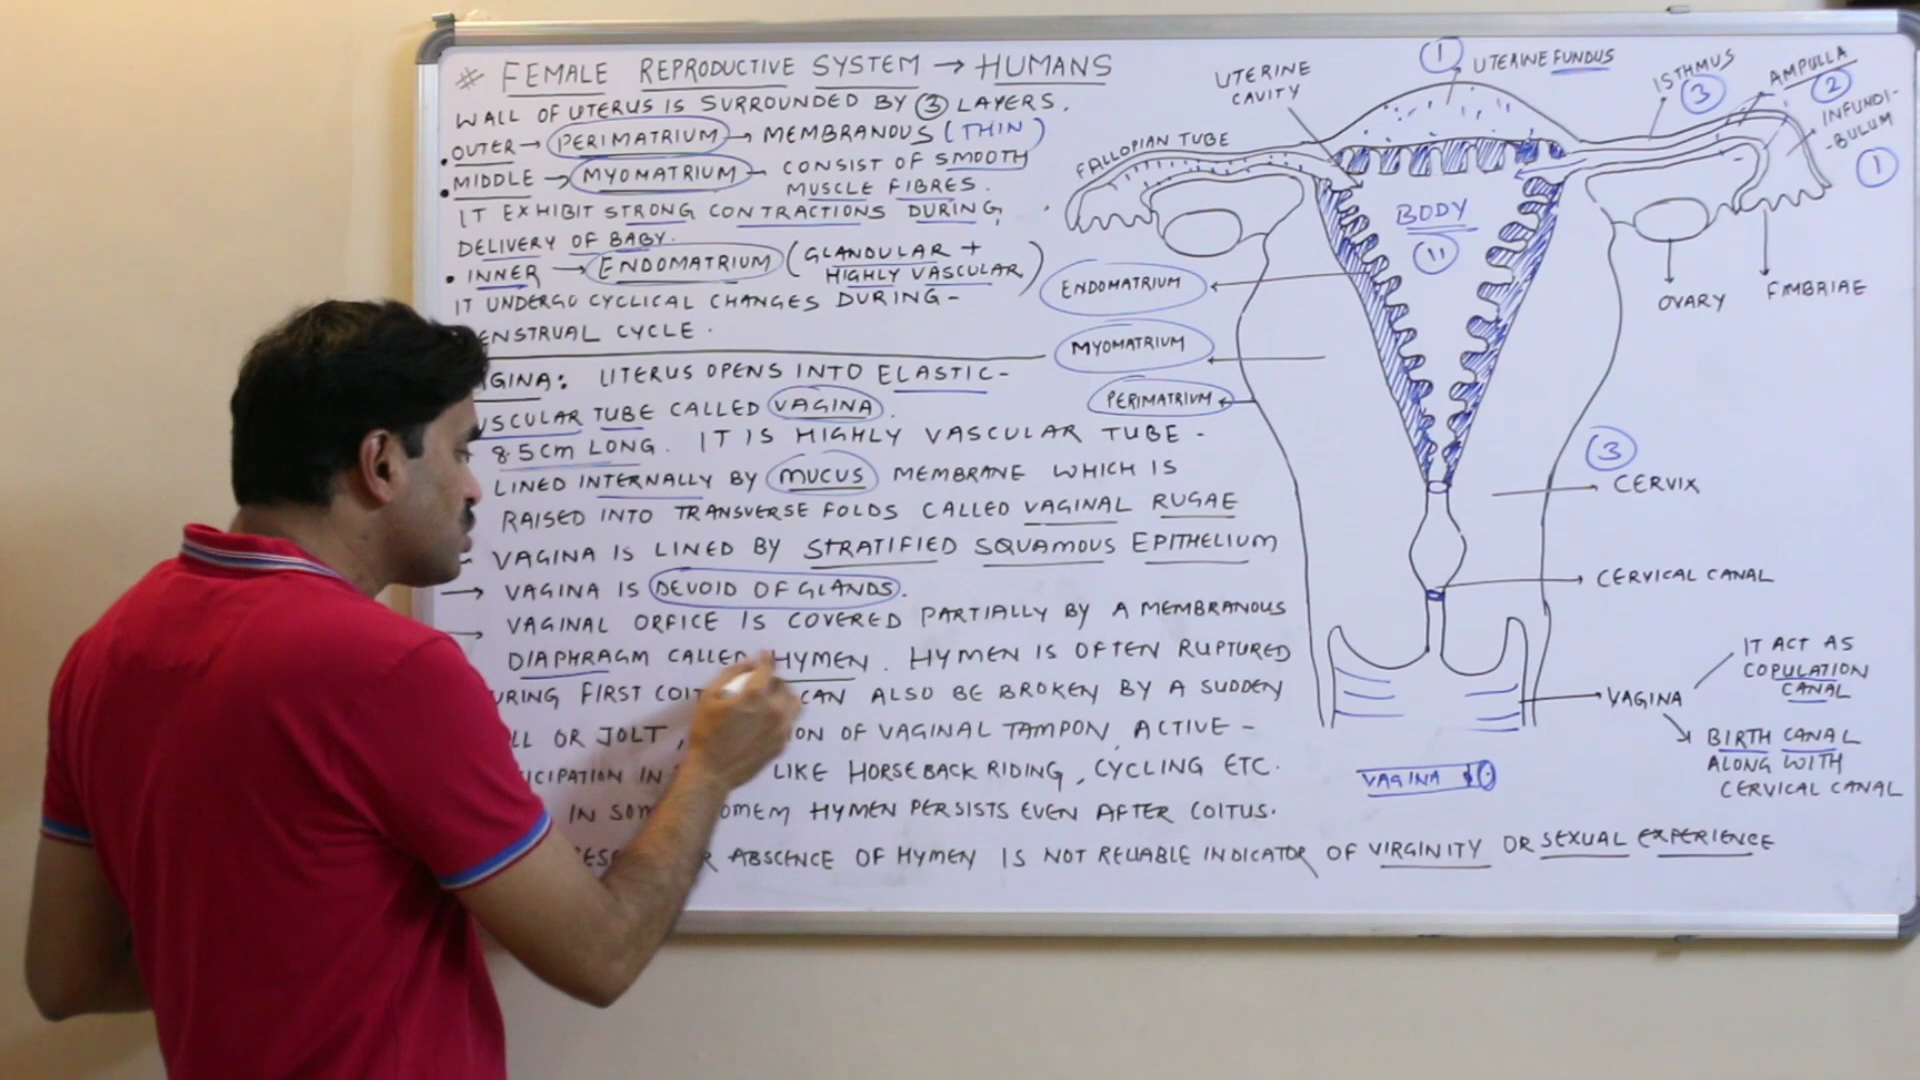 # FEMALE REPRODUCTIVE SYSTEM → HUMANS
WALL OF UTERUS IS SURROUNDED BY 3 LAYERS.
• OUTER → PERIMATRIUM → MEMBRANOUS (THIN)
• MIDDLE → MYOMATRIUM - CONSIST OF SMOOTH
MUSCLE FIBRES.
IT EXHIBIT STRONG CONTRACTIONS DURING
DELIVERY OF BABY.
• INNER → ENDOMATRIUM (GLANDULAR +
HIGHLY VASCULAR)
IT UNDERGO CYCLICAL CHANGES DURING -
ENSTRUAL CYCLE.
GINA: UTERUS OPENS INTO ELASTIC -
USCULAR TUBE CALLED VAGINA.
8.5cm LONG. IT IS HIGHLY VASCULAR TUBE -
LINED INTERNALLY BY MUCUS MEMBRANE WHICH IS
RAISED INTO TRANSVERSE FOLDS CALLED VAGINAL RUGAE
- VAGINA IS LINED BY STRATIFIED SQUAMOUS EPITHELIUM
→ VAGINA IS DEVOID OF GLANDS.
→ VAGINAL ORFICE IS COVERED PARTIALLY BY A MEMBRANOUS
DIAPHRAGM CALLED HYMEN. HYMEN IS OFTEN RUPTURED
URING FIRST COIT CAN ALSO BE BROKEN BY A SUDDEN
LL OR JOLT, ION OF VAGINAL TAMPON, ACTIVE -
ICIPATION IN LIKE HORSEBACK RIDING, CYCLING ETC.
IN SOM OMEM HYMEN PERSISTS EVEN AFTER COITUS.
ESE R ABSCENCE OF HYMEN IS NOT RELIABLE INDICATOR OF VIRGINITY OR SEXUAL EXPERIENCE
UTERINE
CAVITY
1 UTERINE FUNDUS
ISTHMUS
3
AMPULLA
2
INFUNDI-
-BULUM
1
FALLOPIAN TUBE
BODY
11
ENDOMATRIUM
MYOMATRIUM
PERIMATRIUM
OVARY
FIMBRIAE
3
CERVIX
CERVICAL CANAL
VAGINA
IT ACT AS
COPULATION
CANAL
BIRTH CANAL
ALONG WITH
CERVICAL CANAL
VAGINA